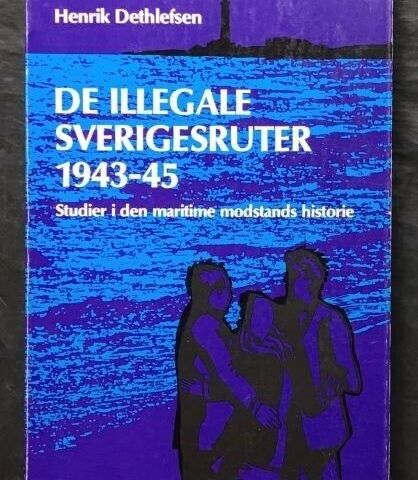 Henrik Dethlefsen
DE ILLEGALE
SVERIGESRUTER
1943-45
Studier i den maritime modstands historie